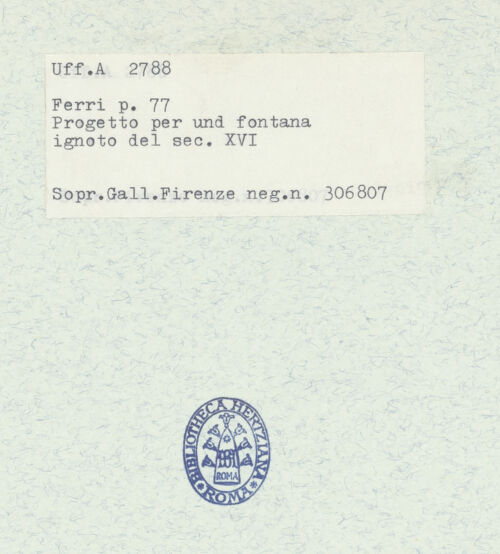 Uff.A 2788
Ferri p. 77
Progetto per und fontana
ignoto del sec. XVI
Sopr.Gall.Firenze neg.n. 306807
BIBLIOTHECA HERTZIANA
ROMA
ROMA